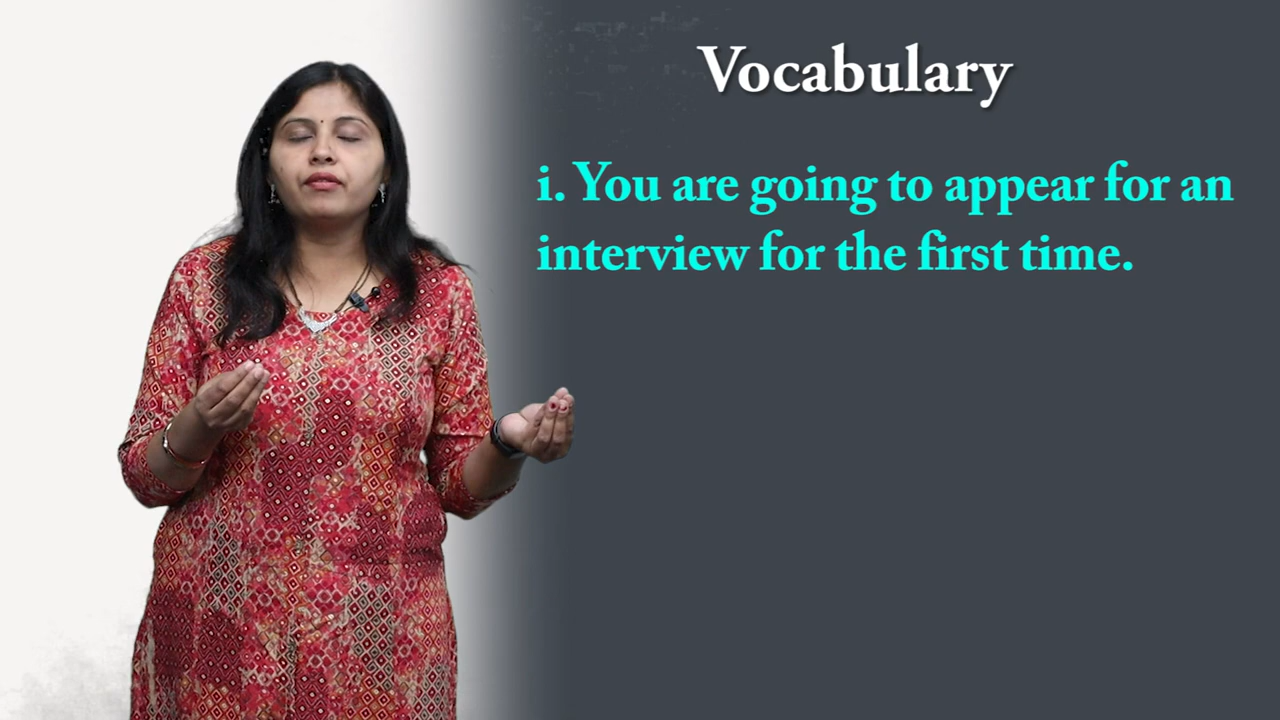 Vocabulary
i. You are going to appear for an
interview for the first time.